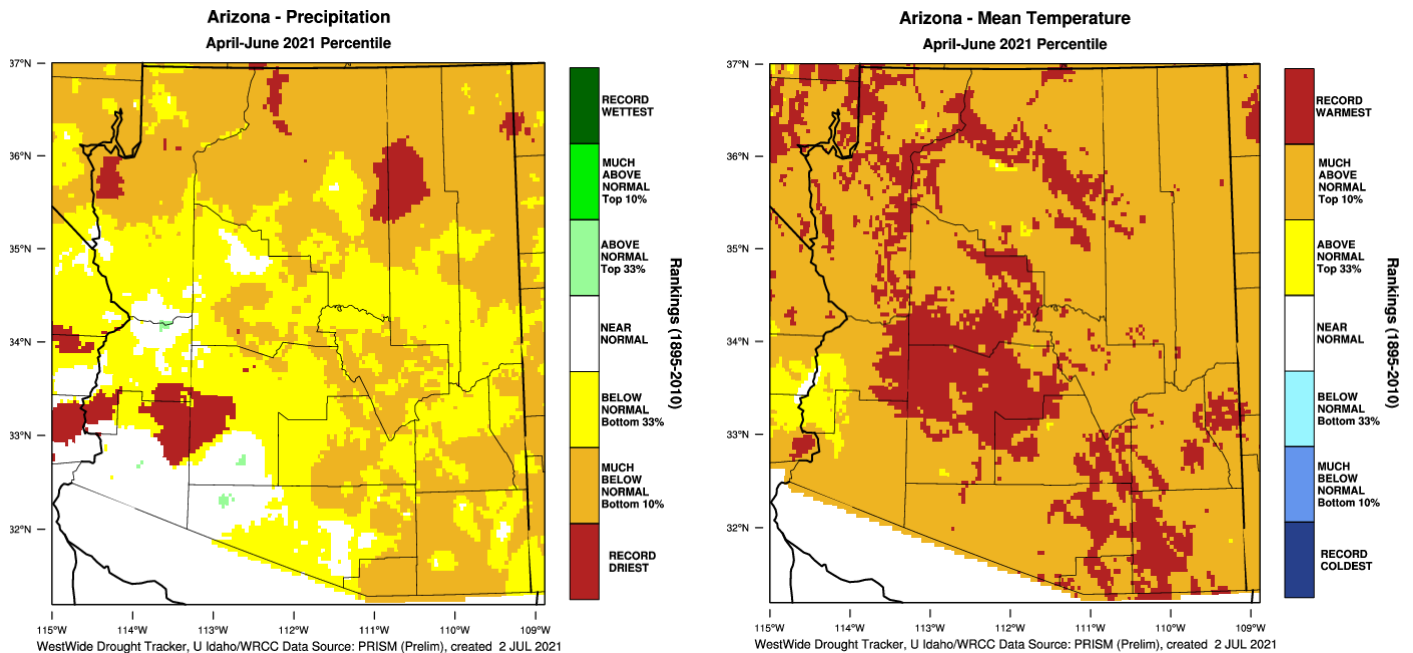 Arizona - Precipitation
April-June 2021 Percentile
37°N
36°N
35°N
34°N
33°N
32°N
115°W 114°W 113°W 112°W 111°W 110°W 109°W
RECORD
WETTEST
MUCH
ABOVE
NORMAL
Top 10%
ABOVE
NORMAL
Top 33%
NEAR
NORMAL
BELOW
NORMAL
Bottom 33%
MUCH
BELOW
NORMAL
Bottom 10%
RECORD
DRIEST
Rankings (1895-2010)
WestWide Drought Tracker, U Idaho/WRCC Data Source: PRISM (Prelim), created 2 JUL 2021
Arizona - Mean Temperature
April-June 2021 Percentile
37°N
36°N
35°N
34°N
33°N
32°N
115°W 114°W 113°W 112°W 111°W 110°W 109°W
RECORD
WARMEST
MUCH
ABOVE
NORMAL
Top 10%
ABOVE
NORMAL
Top 33%
NEAR
NORMAL
BELOW
NORMAL
Bottom 33%
MUCH
BELOW
NORMAL
Bottom 10%
RECORD
COLDEST
Rankings (1895-2010)
WestWide Drought Tracker, U Idaho/WRCC Data Source: PRISM (Prelim), created 2 JUL 2021